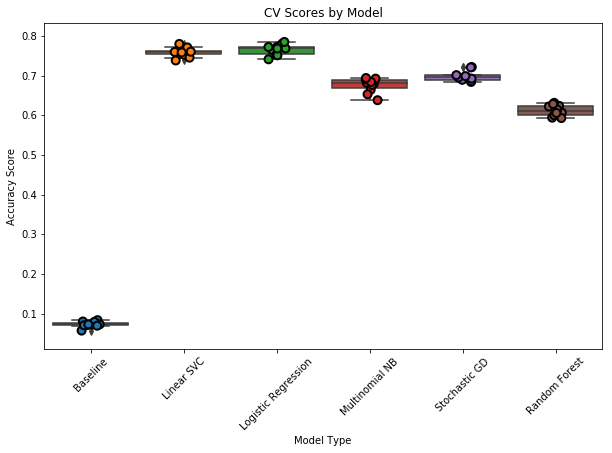 CV Scores by Model
Accuracy Score
0.8
0.7
0.6
0.5
0.4
0.3
0.2
0.1
Baseline
Linear SVC
Logistic Regression
Multinomial NB
Stochastic GD
Random Forest
Model Type